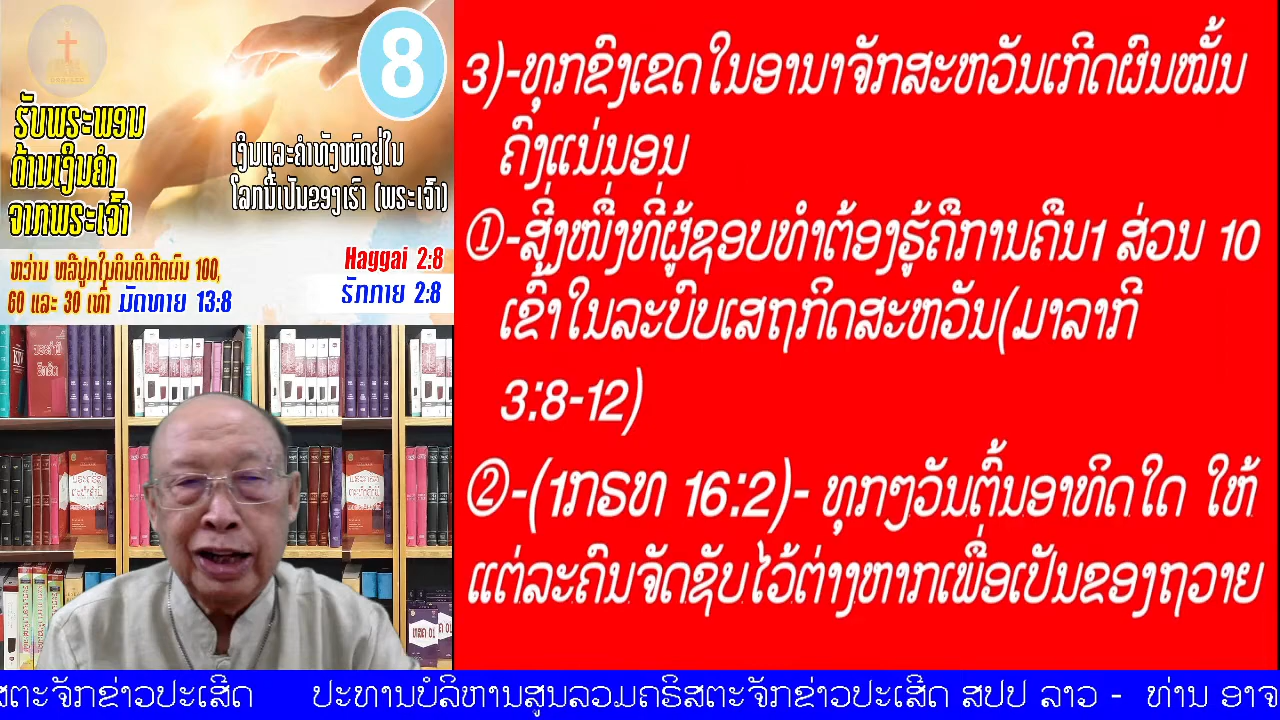 8
ຮັບພຣະພອນ
ດ້ານເງິນຄຳ
ຈາກພຣະເຈົ້າ
ເງິນແລະຄຳທັງໝົດຢູ່ໃນ
ໂລກນີ້ເປັນຂອງເຮົາ (ພຣະເຈົ້າ)
Haggai 2:8
ຮັກກາຍ 2:8
ຫວ່ານ ຫລືປູກໃນດິນດີເກີດຜົນ 100,
60 ແລະ 30 ເທົ່າ ມັດທາຍ 13:8
3)-ທຸກຂົງເຂດໃນອານາຈັກສະຫວັນເກີດຜົນໝັ້ນ
ຄົງແນ່ນອນ
①-ສິ່ງໜຶ່ງທີ່ຜູ້ຊອບທຳຕ້ອງຮູ້ຄືການຄືນ1 ສ່ວນ 10
ເຂົ້າໃນລະບົບເສຖກິດສະຫວັນ(ມາລາກີ
3:8-12)
②-(1ກຣທ 16:2)- ທຸກໆວັນຕົ້ນອາທິດໃດ ໃຫ້
ແຕ່ລະຄົນຈັດຊັບໄວ້ຕ່າງຫາກເພື່ອເປັນຂອງຖວາຍ
ສຕະຈັກຂ່າວປະເສີດ ປະທານບໍລິຫານສູນລວມຄຣິສຕະຈັກຂ່າວປະເສີດ ສປປ ລາວ - ທ່ານ ອາຈ